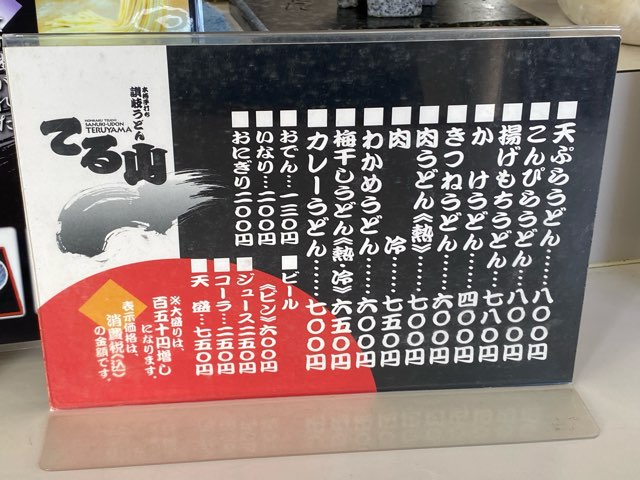 天ぷらうどん……八〇〇円
こんぴらうどん……八〇〇円
揚げもちうどん……七八〇円
かけうどん……四〇〇円
きつねうどん……六〇〇円
肉うどん《熱》……七〇〇円
肉 冷……七五〇円
わかめうどん……六〇〇円
梅干しうどん《熱 冷》六五〇円
カレーうどん……七〇〇円
おでん…一三〇円
いなり…二〇〇円
おにぎり二〇〇円
ビール
《ビン》六〇〇円
ジュース二五〇円
コーラ…二五〇円
天 盛…七五〇円
※大盛りは、
百五十円増し
になります。
表示価格は、
消費税《込》
の金額です。
本格手打ち
讃岐うどん
HONKAKU TEUCHI
SANUKI-UDON
TERUYAMA
てる山